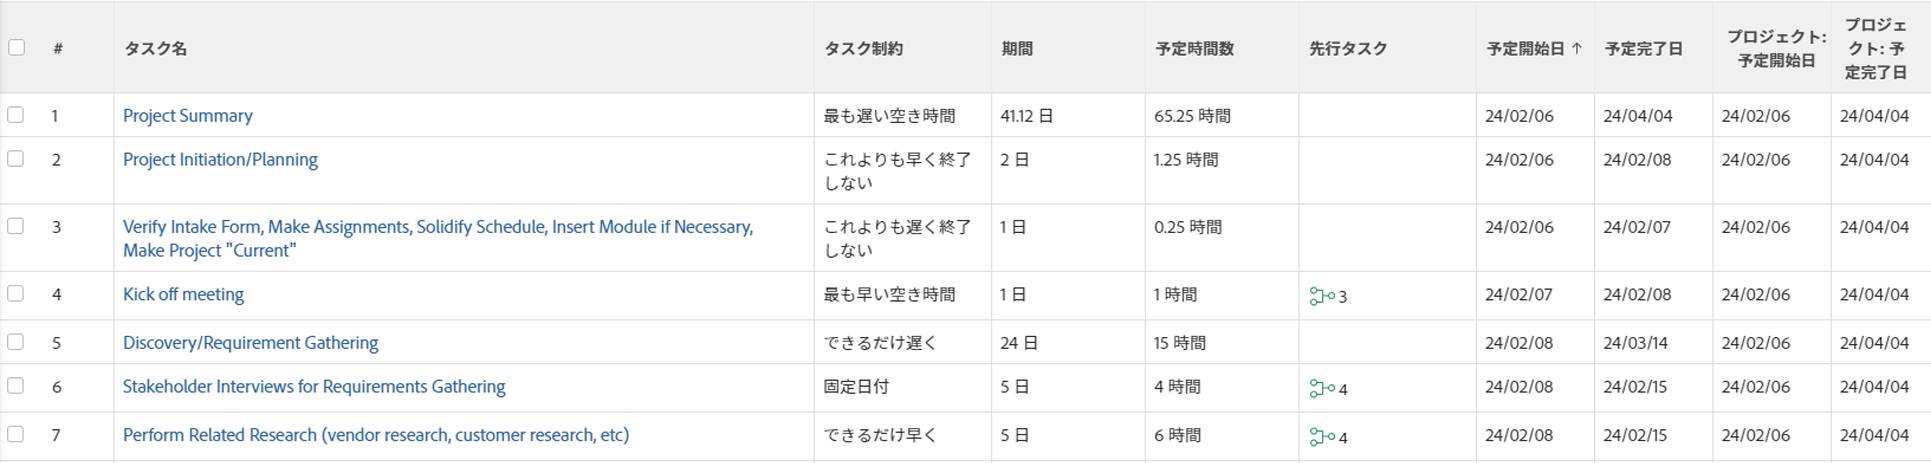 # タスク名 タスク制約 期間 予定時間数 先行タスク 予定開始日 ↑ 予定完了日 プロジェクト: 予定開始日 プロジェクト: 予定完了日
1 Project Summary 最も遅い空き時間 41.12 日 65.25 時間 24/02/06 24/04/04 24/02/06 24/04/04
2 Project Initiation/Planning これよりも早く終了しない 2 日 1.25 時間 24/02/06 24/02/08 24/02/06 24/04/04
3 Verify Intake Form, Make Assignments, Solidify Schedule, Insert Module if Necessary, Make Project "Current" これよりも遅く終了しない 1 日 0.25 時間 24/02/06 24/02/07 24/02/06 24/04/04
4 Kick off meeting 最も早い空き時間 1 日 1 時間 3 24/02/07 24/02/08 24/02/06 24/04/04
5 Discovery/Requirement Gathering できるだけ遅く 24 日 15 時間 24/02/08 24/03/14 24/02/06 24/04/04
6 Stakeholder Interviews for Requirements Gathering 固定日付 5 日 4 時間 4 24/02/08 24/02/15 24/02/06 24/04/04
7 Perform Related Research (vendor research, customer research, etc) できるだけ早く 5 日 6 時間 4 24/02/08 24/02/15 24/02/06 24/04/04